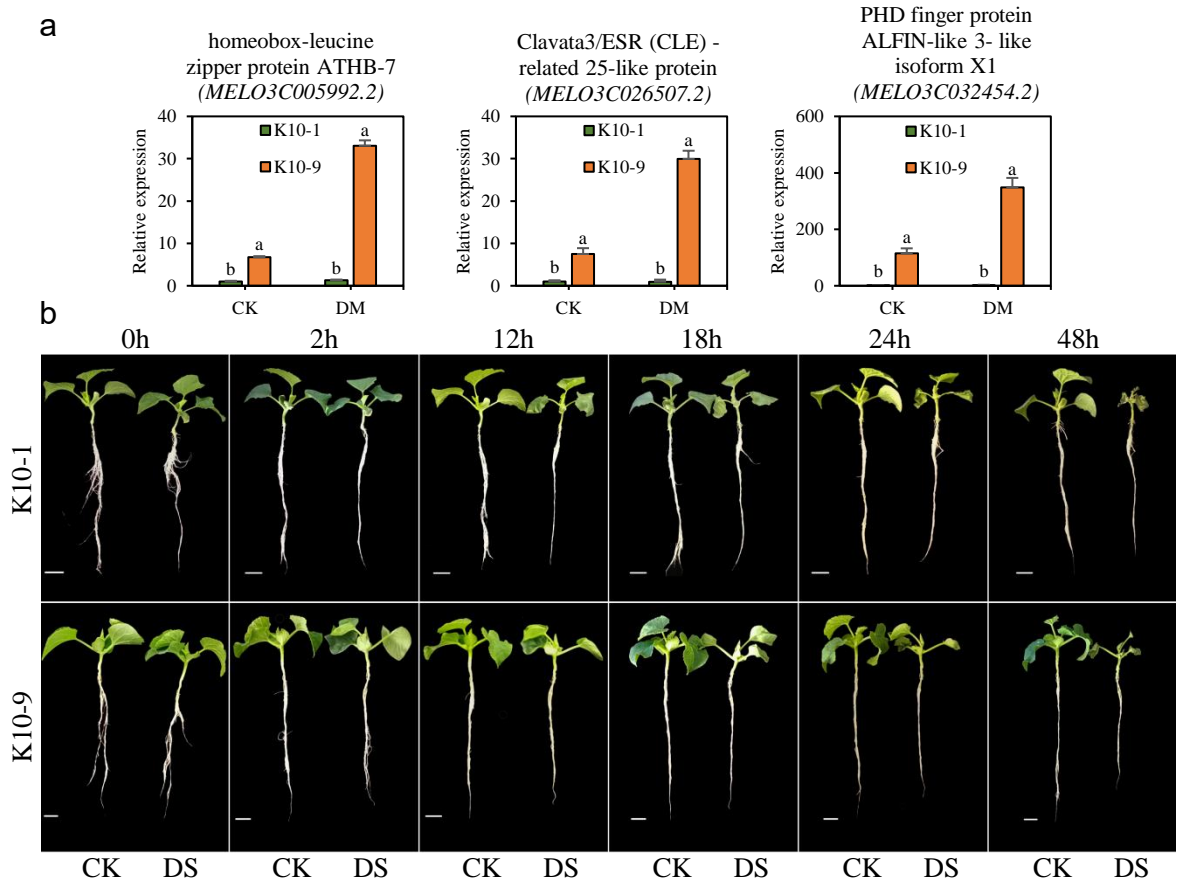 a
homeobox-leucine
zipper protein ATHB-7
(MELO3C005992.2)
40
30
20
10
0
Relative expression
K10-1
K10-9
b
a
b
a
CK
DM
Clavata3/ESR (CLE) -
related 25-like protein
(MELO3C026507.2)
40
30
20
10
0
Relative expression
K10-1
K10-9
b
a
b
a
CK
DM
PHD finger protein
ALFIN-like 3- like
isoform X1
(MELO3C032454.2)
600
400
200
0
Relative expression
K10-1
K10-9
b
a
b
a
CK
DM
b
0h 2h 12h 18h 24h 48h
K10-1
K10-9
CK DS CK DS CK DS CK DS CK DS CK DS